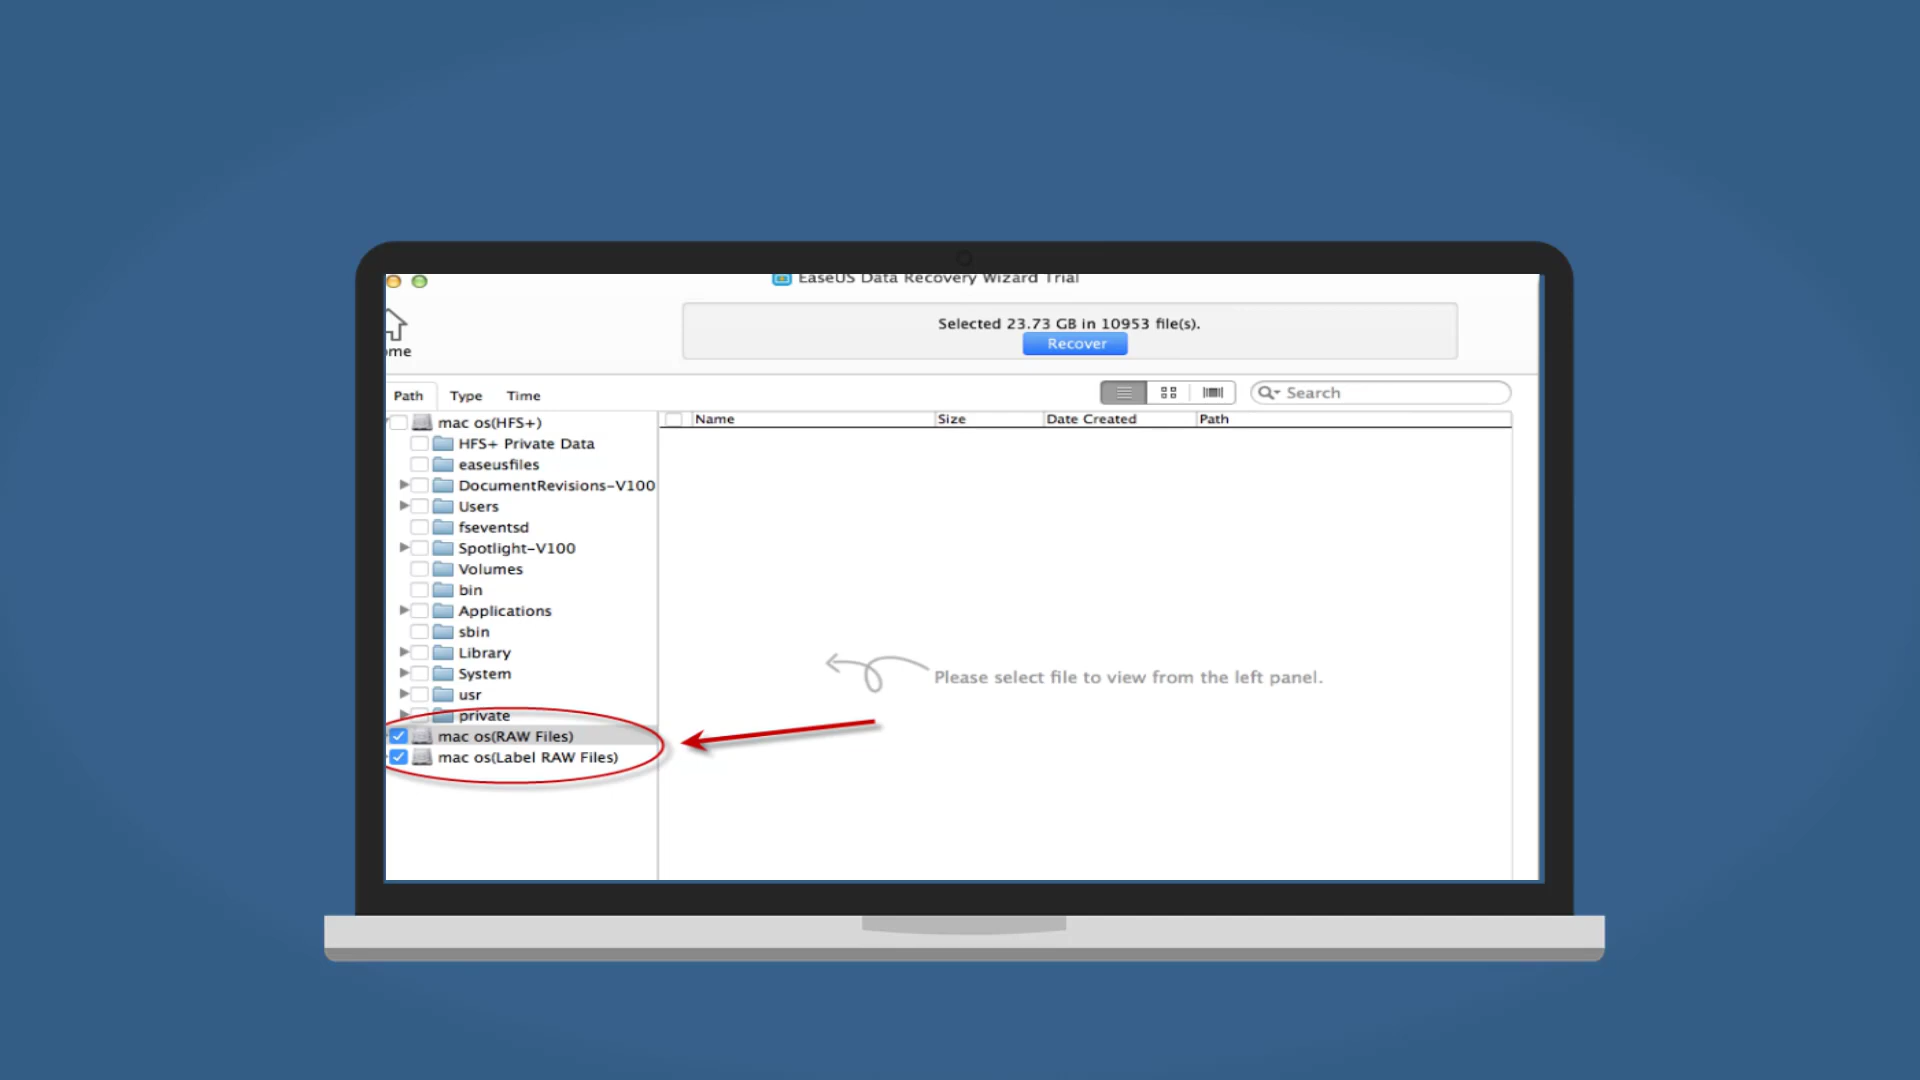 EaseUS Data Recovery Wizard Trial
Selected 23.73 GB in 10953 file(s).
Recover
ome
Path Type Time
Search
mac os(HFS+)
HFS+ Private Data
easeusfiles
DocumentRevisions-V100
Users
fseventsd
Spotlight-V100
Volumes
bin
Applications
sbin
Library
System
usr
private
mac os(RAW Files)
mac os(Label RAW Files)
Name Size Date Created Path
Please select file to view from the left panel.